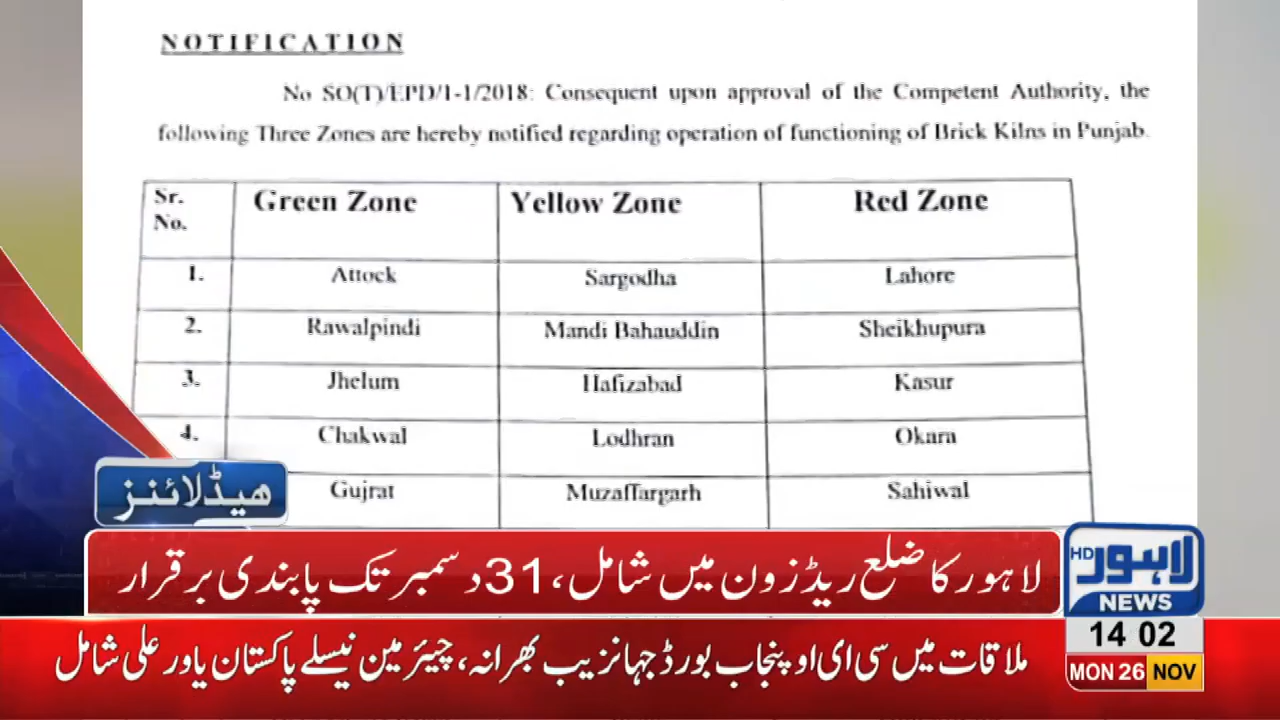 NOTIFICATION
No SO(T)/EPD/1-1/2018: Consequent upon approval of the Competent Authority, the
following Three Zones are hereby notified regarding operation of functioning of Brick Kilns in Punjab.
Sr. No. Green Zone Yellow Zone Red Zone
1. Attock Sargodha Lahore
2. Rawalpindi Mandi Bahauddin Sheikhupura
3. Jhelum Hafizabad Kasur
4. Chakwal Lodhran Okara
Gujrat Muzaffargarh Sahiwal
ہیڈلائنز
لاہور کا ضلع ریڈ زون میں شامل، 31 دسمبر تک پابندی برقرار
HD لاہور
NEWS
14 02
MON 26 NOV
ملاقات میں سی ای او پنجاب بورڈ جہانزیب بھرانہ، چیئرمین نیسلے پاکستان یاور علی شامل